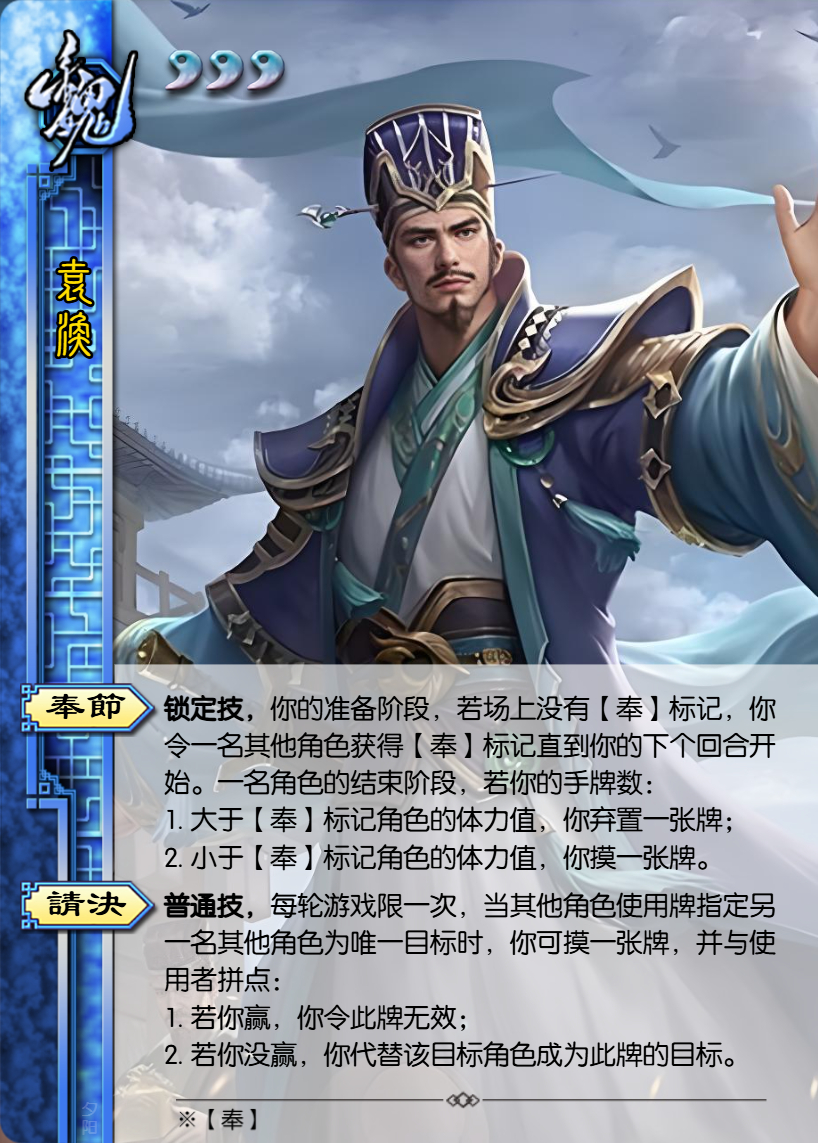 魏
袁渙
奉節
锁定技，你的准备阶段，若场上没有【奉】标记，你
令一名其他角色获得【奉】标记直到你的下个回合开
始。一名角色的结束阶段，若你的手牌数：
1. 大于【奉】标记角色的体力值，你弃置一张牌；
2. 小于【奉】标记角色的体力值，你摸一张牌。
請決
普通技，每轮游戏限一次，当其他角色使用牌指定另
一名其他角色为唯一目标时，你可摸一张牌，并与使
用者拼点：
1. 若你赢，你令此牌无效；
2. 若你没赢，你代替该目标角色成为此牌的目标。
※【奉】
夕阳